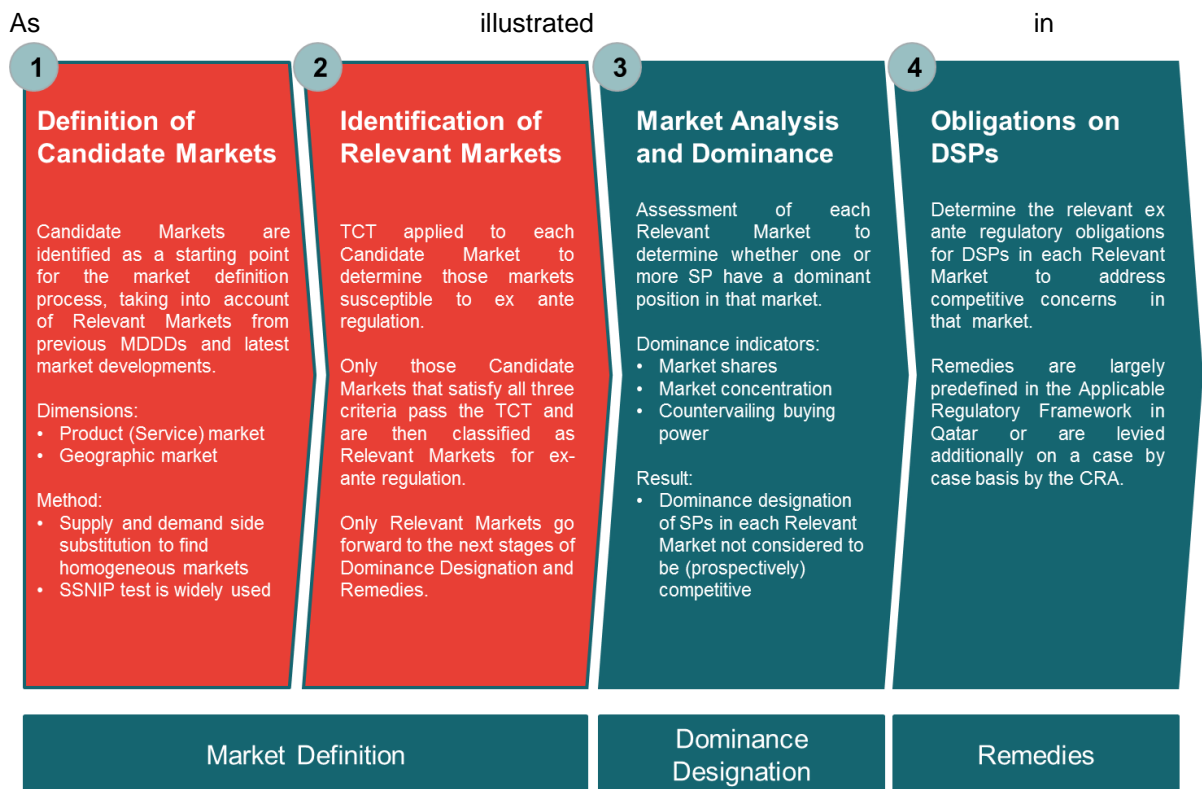 As illustrated in
1
Definition of
Candidate Markets
Candidate Markets are
identified as a starting point
for the market definition
process, taking into account
of Relevant Markets from
previous MDDDs and latest
market developments.
Dimensions:
• Product (Service) market
• Geographic market
Method:
• Supply and demand side
substitution to find
homogeneous markets
• SSNIP test is widely used
2
Identification of
Relevant Markets
TCT applied to each
Candidate Market to
determine those markets
susceptible to ex ante
regulation.
Only those Candidate
Markets that satisfy all three
criteria pass the TCT and
are then classified as
Relevant Markets for ex-
ante regulation.
Only Relevant Markets go
forward to the next stages of
Dominance Designation and
Remedies.
3
Market Analysis
and Dominance
Assessment of each
Relevant Market to
determine whether one or
more SP have a dominant
position in that market.
Dominance indicators:
• Market shares
• Market concentration
• Countervailing buying
power
Result:
• Dominance designation
of SPs in each Relevant
Market not considered to
be (prospectively)
competitive
4
Obligations on
DSPs
Determine the relevant ex
ante regulatory obligations
for DSPs in each Relevant
Market to address
competitive concerns in
that market.
Remedies are largely
predefined in the Applicable
Regulatory Framework in
Qatar or are levied
additionally on a case by
case basis by the CRA.
Market Definition
Dominance
Designation
Remedies